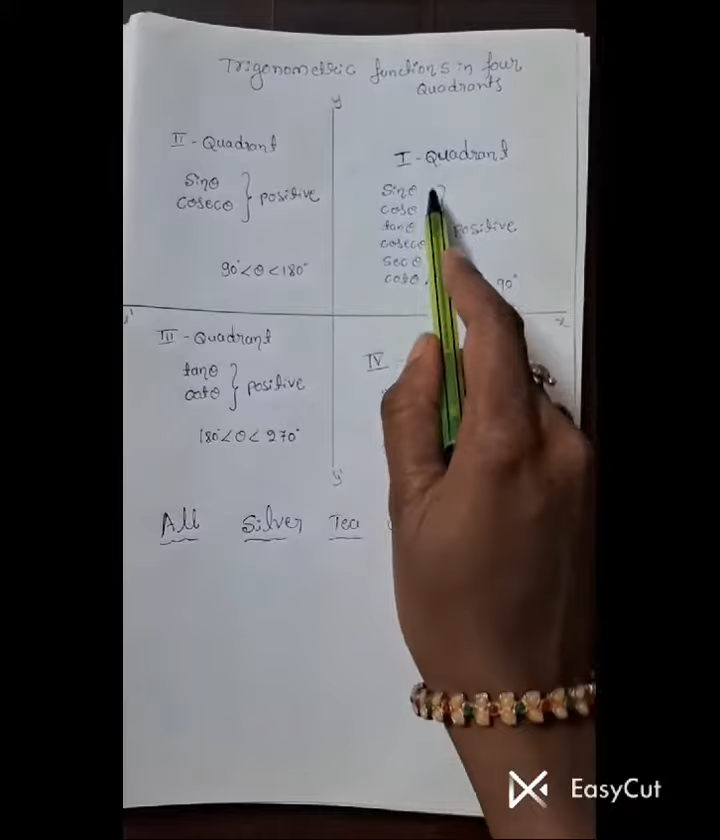 Trigonometric functions in four
Quadrants
y
II - Quadrant
sinθ
cosecθ } positive
90° < θ < 180°
I - Quadrant
sinθ
cosθ
tanθ
cosecθ
secθ
cotθ
positive
90°
x
III - Quadrant
tanθ
cotθ } positive
180° < θ < 270°
IV -
y'
All Silver Tea
EasyCut